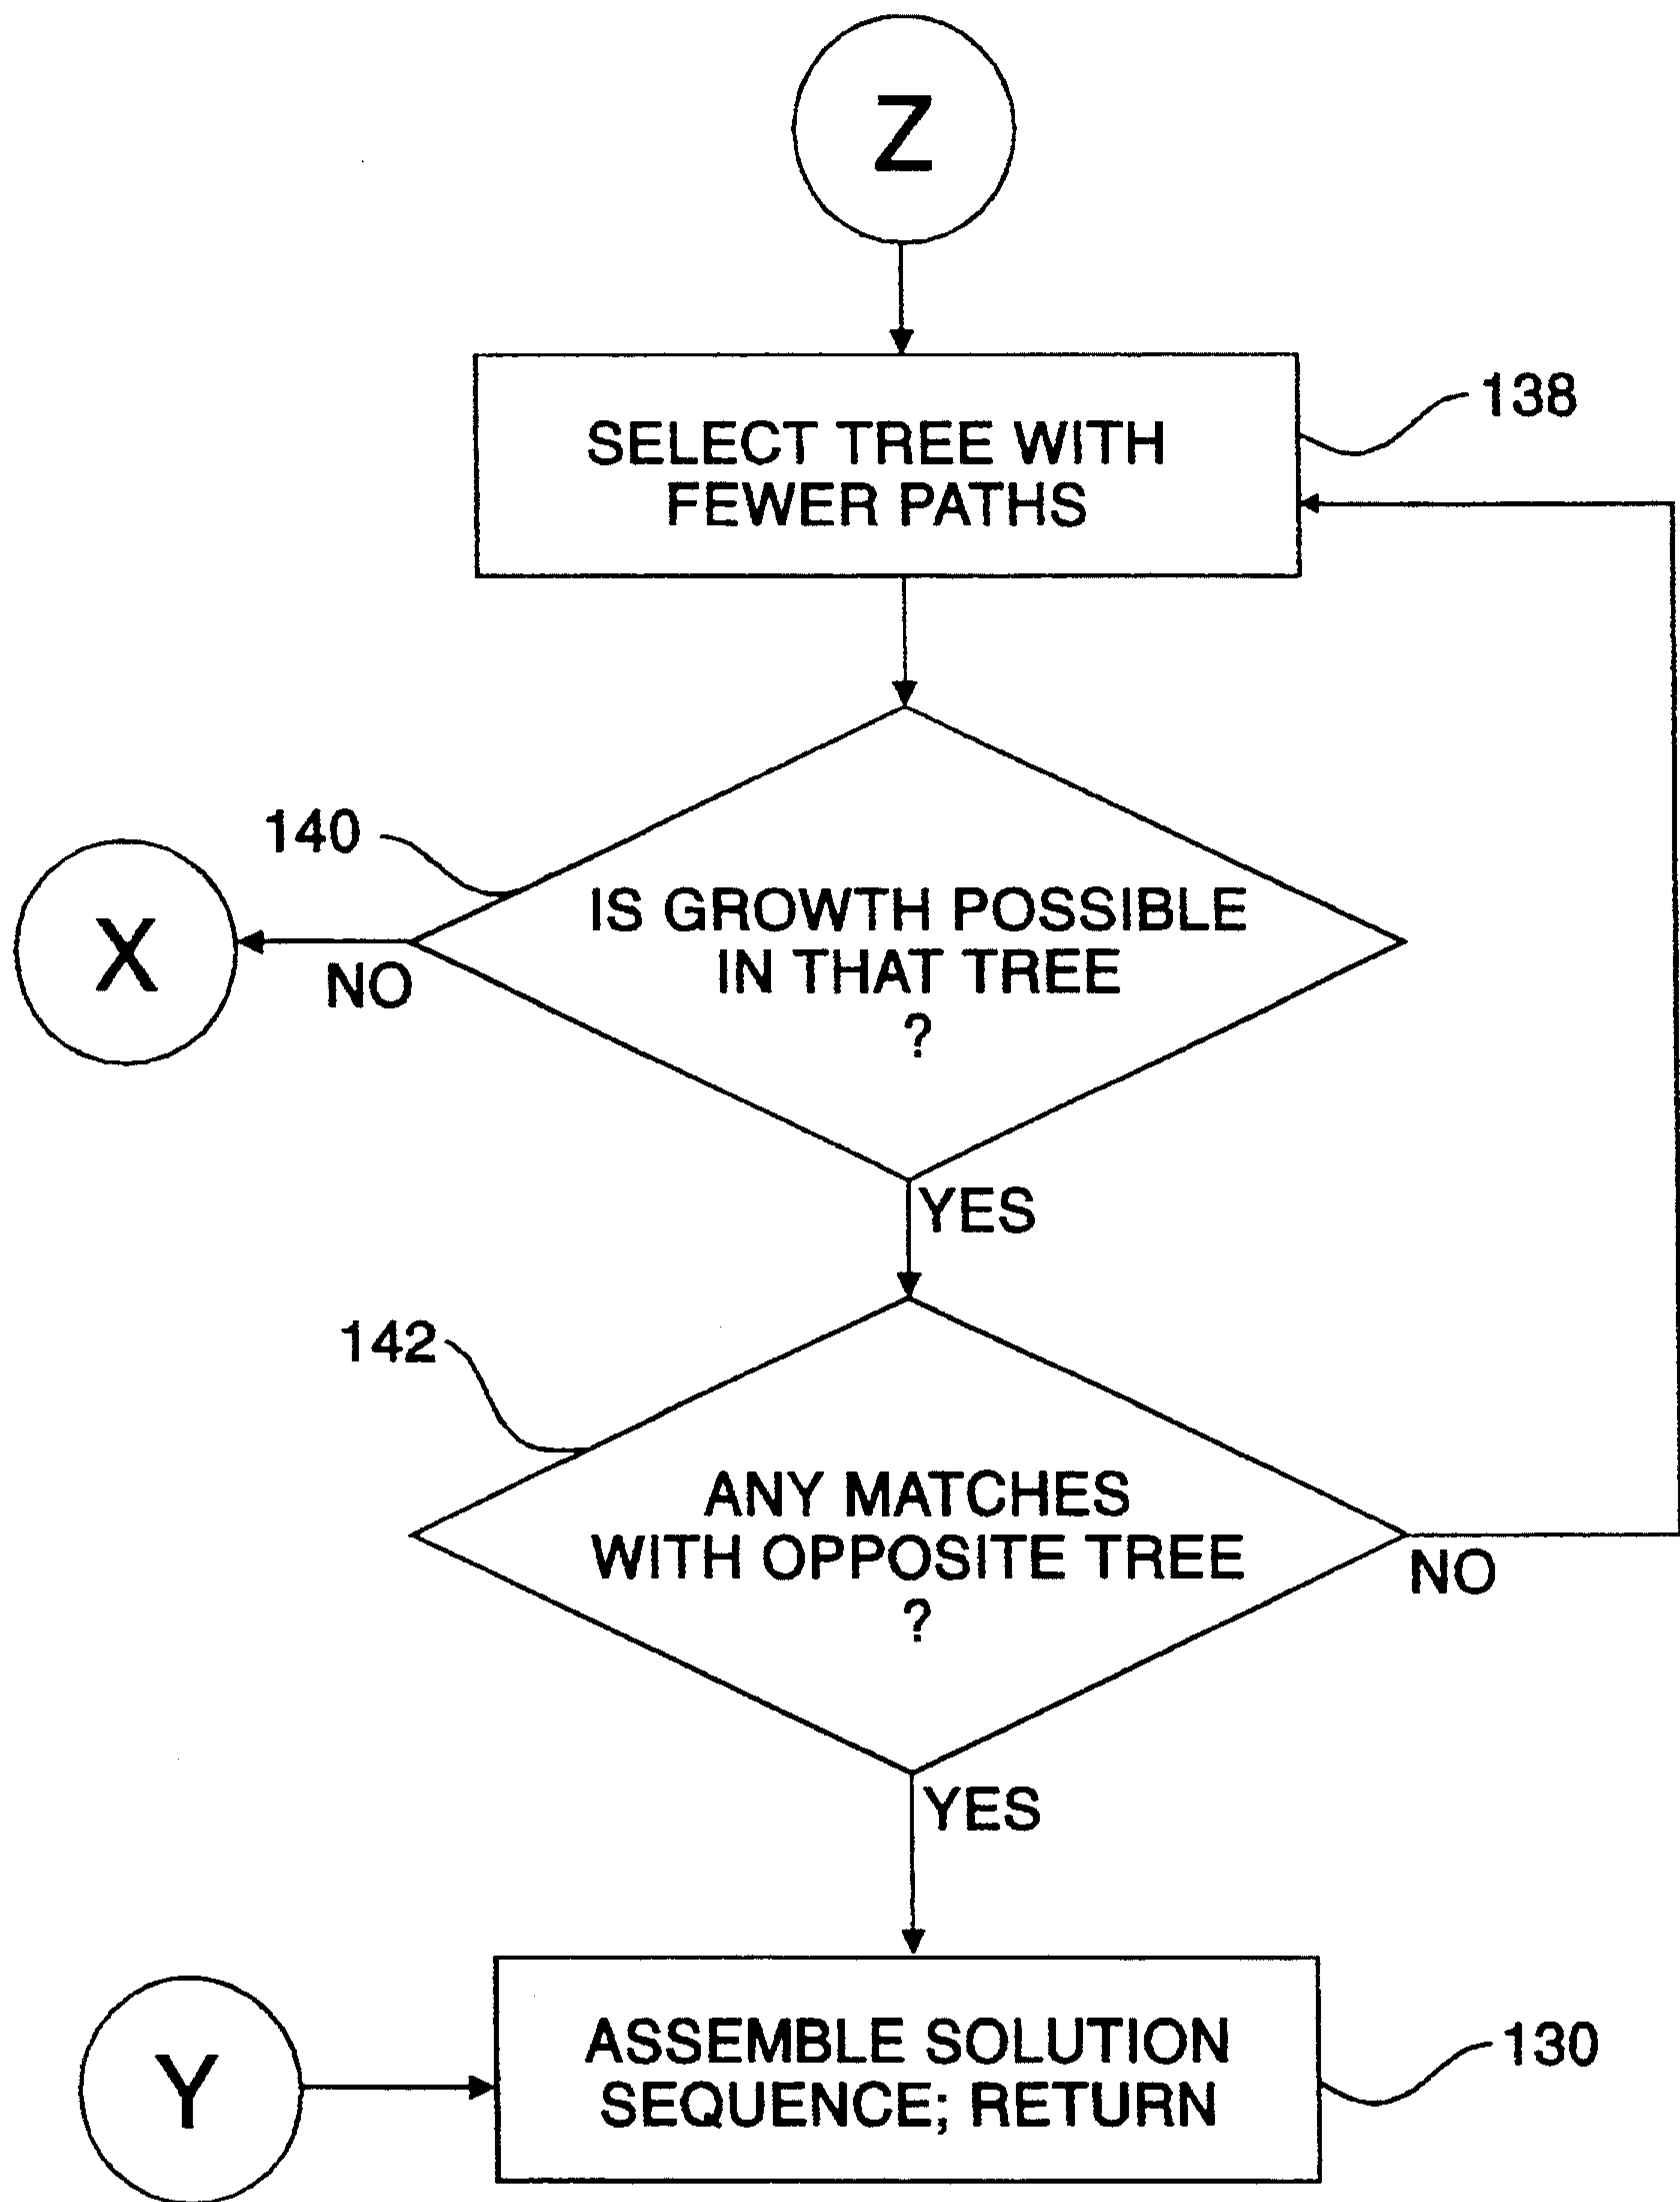 Z
SELECT TREE WITH
FEWER PATHS
138
140
IS GROWTH POSSIBLE
IN THAT TREE
?
X
NO
YES
142
ANY MATCHES
WITH OPPOSITE TREE
?
NO
YES
Y
ASSEMBLE SOLUTION
SEQUENCE; RETURN
130